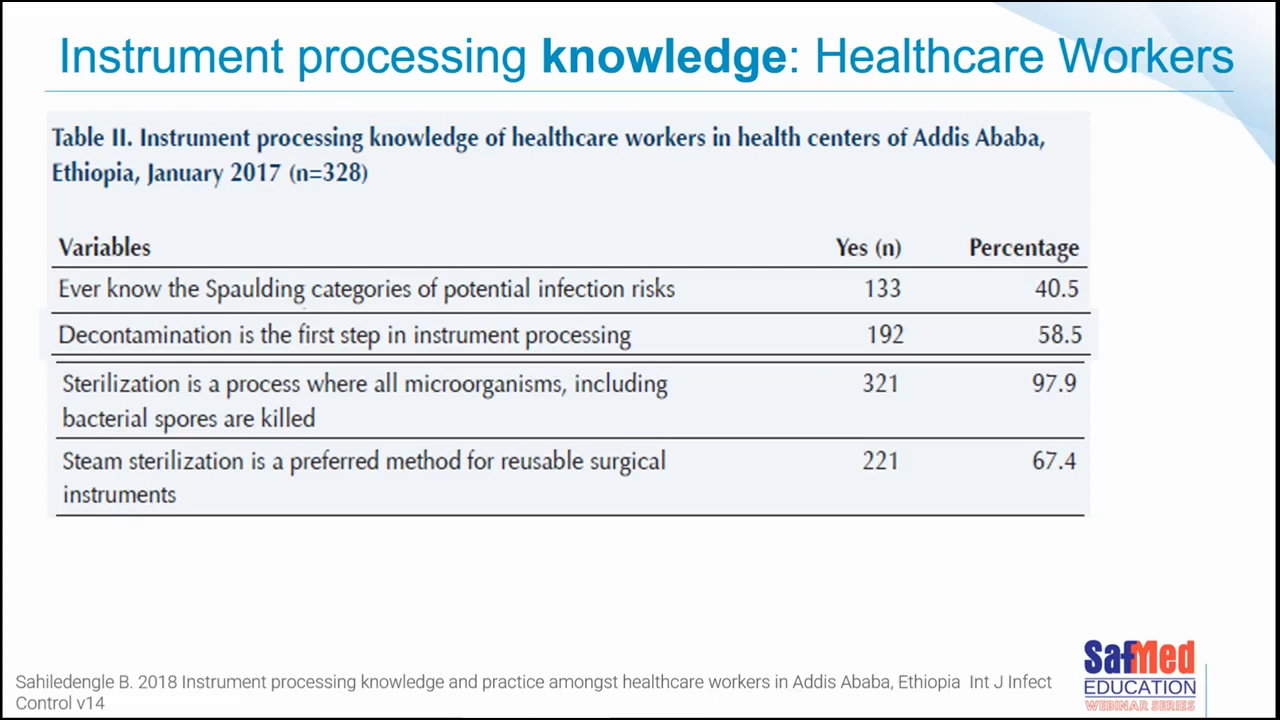 Instrument processing knowledge: Healthcare Workers
Table II. Instrument processing knowledge of healthcare workers in health centers of Addis Ababa,
Ethiopia, January 2017 (n=328)
Variables Yes (n) Percentage
Ever know the Spaulding categories of potential infection risks 133 40.5
Decontamination is the first step in instrument processing 192 58.5
Sterilization is a process where all microorganisms, including 321 97.9
bacterial spores are killed
Steam sterilization is a preferred method for reusable surgical 221 67.4
instruments
Sahiledengle B. 2018 Instrument processing knowledge and practice amongst healthcare workers in Addis Ababa, Ethiopia Int J Infect
Control v14
SafMed
EDUCATION
WEBINAR SERIES